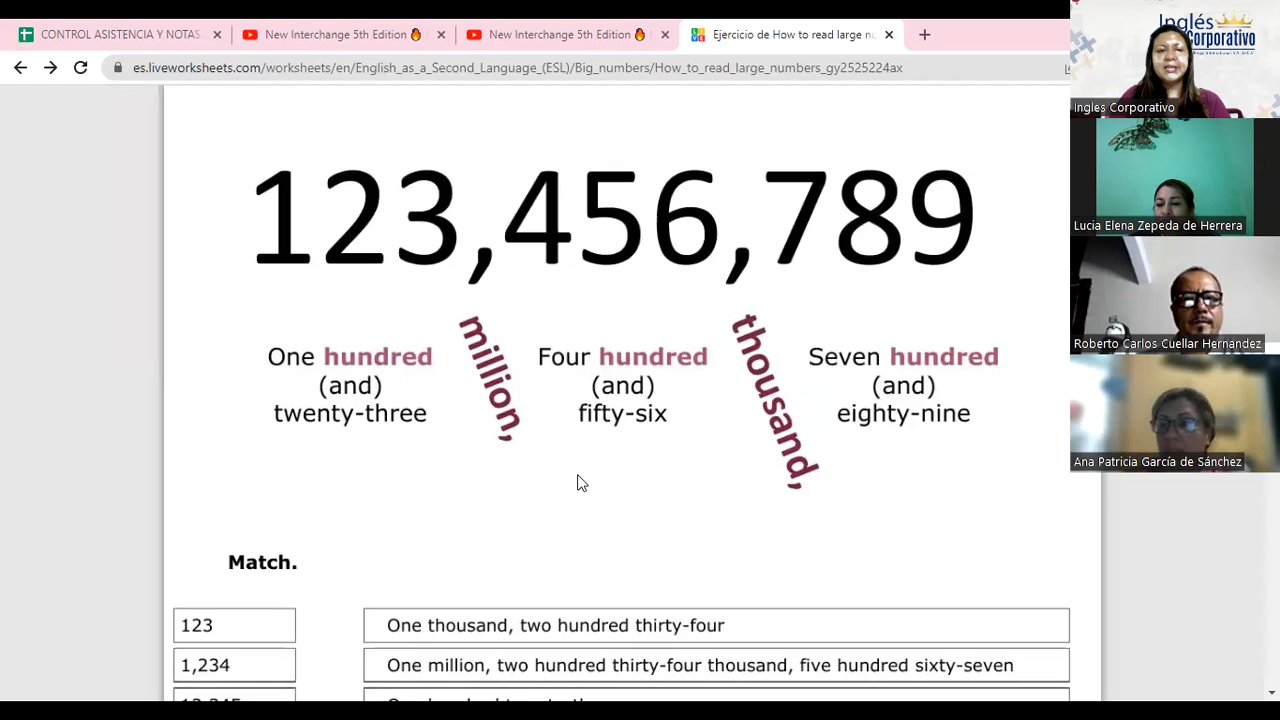 CONTROL ASISTENCIA Y NOTAS
New Interchange 5th Edition
New Interchange 5th Edition
Ejercicio de How to read large nu
es.liveworksheets.com/worksheets/en/English_as_a_Second_Language_(ESL)/Big_numbers/How_to_read_large_numbers_gy2525224ax
123,456,789
One hundred (and) twenty-three
million,
Four hundred (and) fifty-six
thousand,
Seven hundred (and) eighty-nine
Match.
123
One thousand, two hundred thirty-four
1,234
One million, two hundred thirty-four thousand, five hundred sixty-seven
Inglés
Corporativo
Ingles Corporativo
Lucia Elena Zepeda de Herrera
Roberto Carlos Cuellar Hernandez
Ana Patricia García de Sánchez